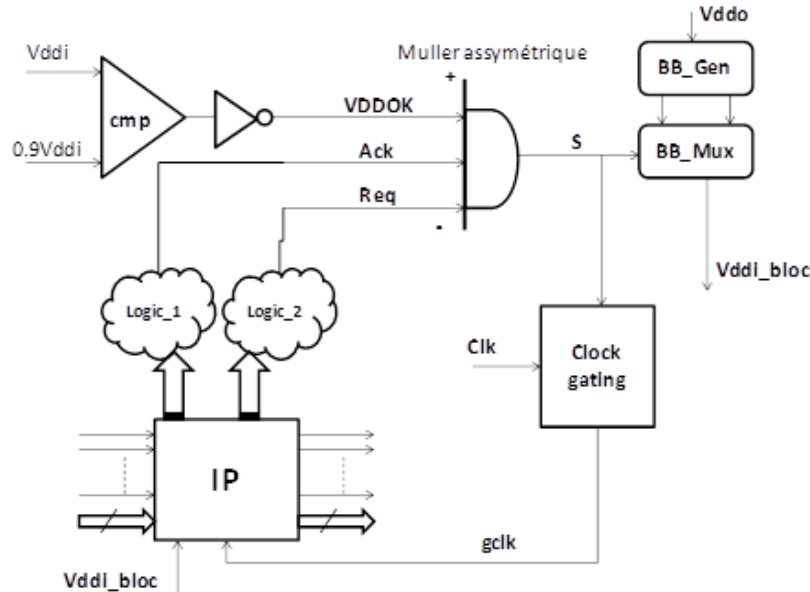 Vddo
Vddi
Muller assymétrique
+
BB_Gen
cmp
VDDOK
0.9Vddi
Ack
S
BB_Mux
Req
-
Vddi_bloc
Logic_1
Logic_2
Clk
Clock
gating
IP
gclk
Vddi_bloc